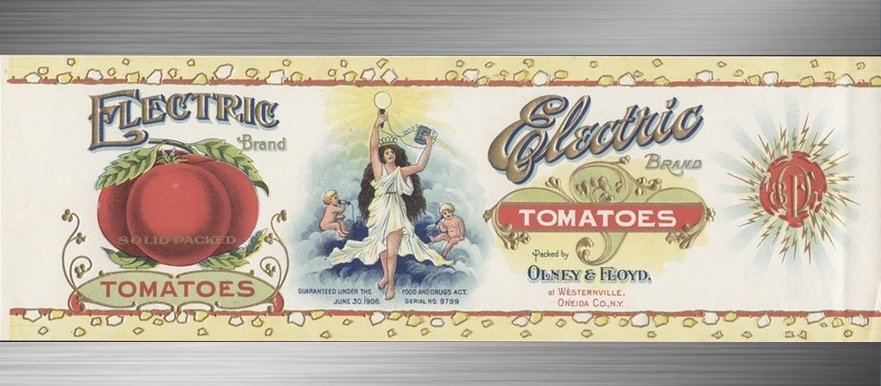 ELECTRIC
Brand
SOLID PACKED
TOMATOES
GUARANTEED UNDER THE FOOD AND DRUGS ACT.
JUNE 30, 1906. SERIAL NO. 9799
Electric
BRAND
TOMATOES
Packed by
OLNEY & FLOYD,
at WESTERNVILLE,
ONEIDA CO., N.Y.